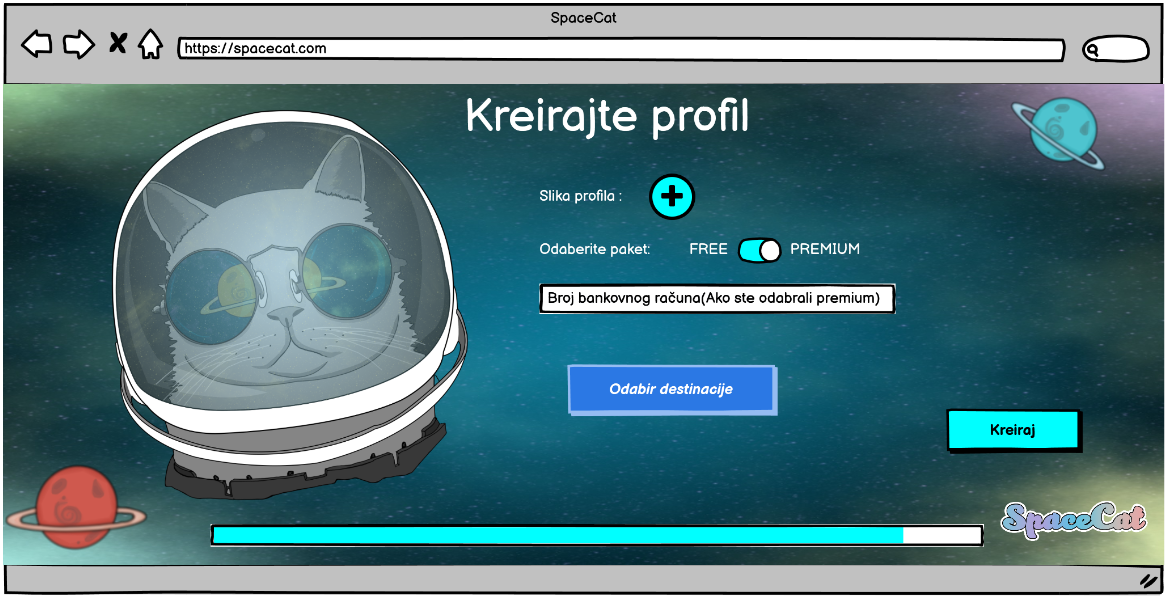 SpaceCat
https://spacecat.com
Kreirajte profil
Slika profila :
Odaberite paket: FREE PREMIUM
Broj bankovnog računa(Ako ste odabrali premium)
Odabir destinacije
Kreiraj
SpaceCat